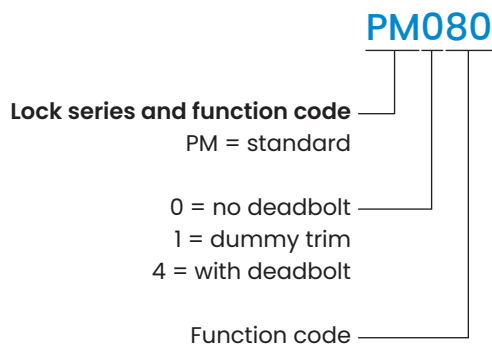 PM080
Lock series and function code
PM = standard
0 = no deadbolt
1 = dummy trim
4 = with deadbolt
Function code